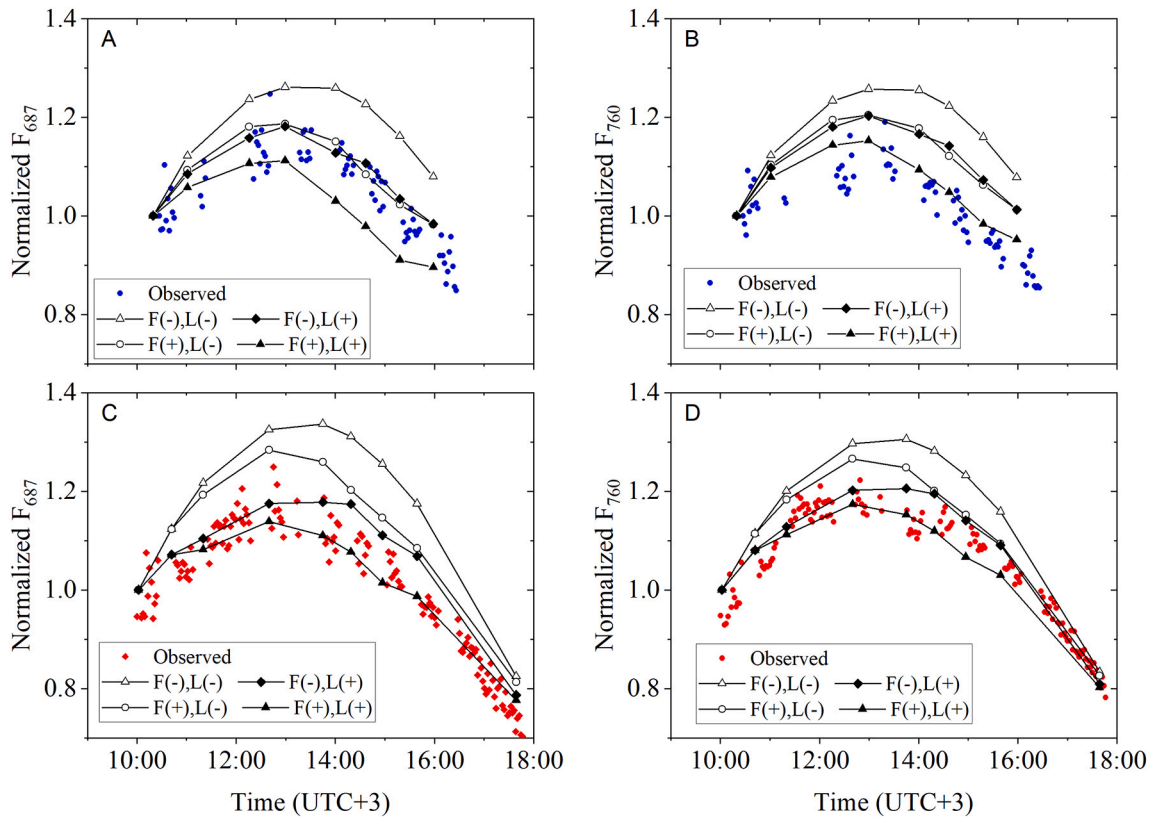 A
1.4
1.2
1.0
0.8
Normalized F687
Observed
F(-),L(-)
F(-),L(+)
F(+),L(-)
F(+),L(+)
B
1.4
1.2
1.0
0.8
Normalized F760
Observed
F(-),L(-)
F(-),L(+)
F(+),L(-)
F(+),L(+)
C
1.4
1.2
1.0
0.8
Normalized F687
Observed
F(-),L(-)
F(-),L(+)
F(+),L(-)
F(+),L(+)
10:00 12:00 14:00 16:00 18:00
Time (UTC+3)
D
1.4
1.2
1.0
0.8
Normalized F760
Observed
F(-),L(-)
F(-),L(+)
F(+),L(-)
F(+),L(+)
10:00 12:00 14:00 16:00 18:00
Time (UTC+3)